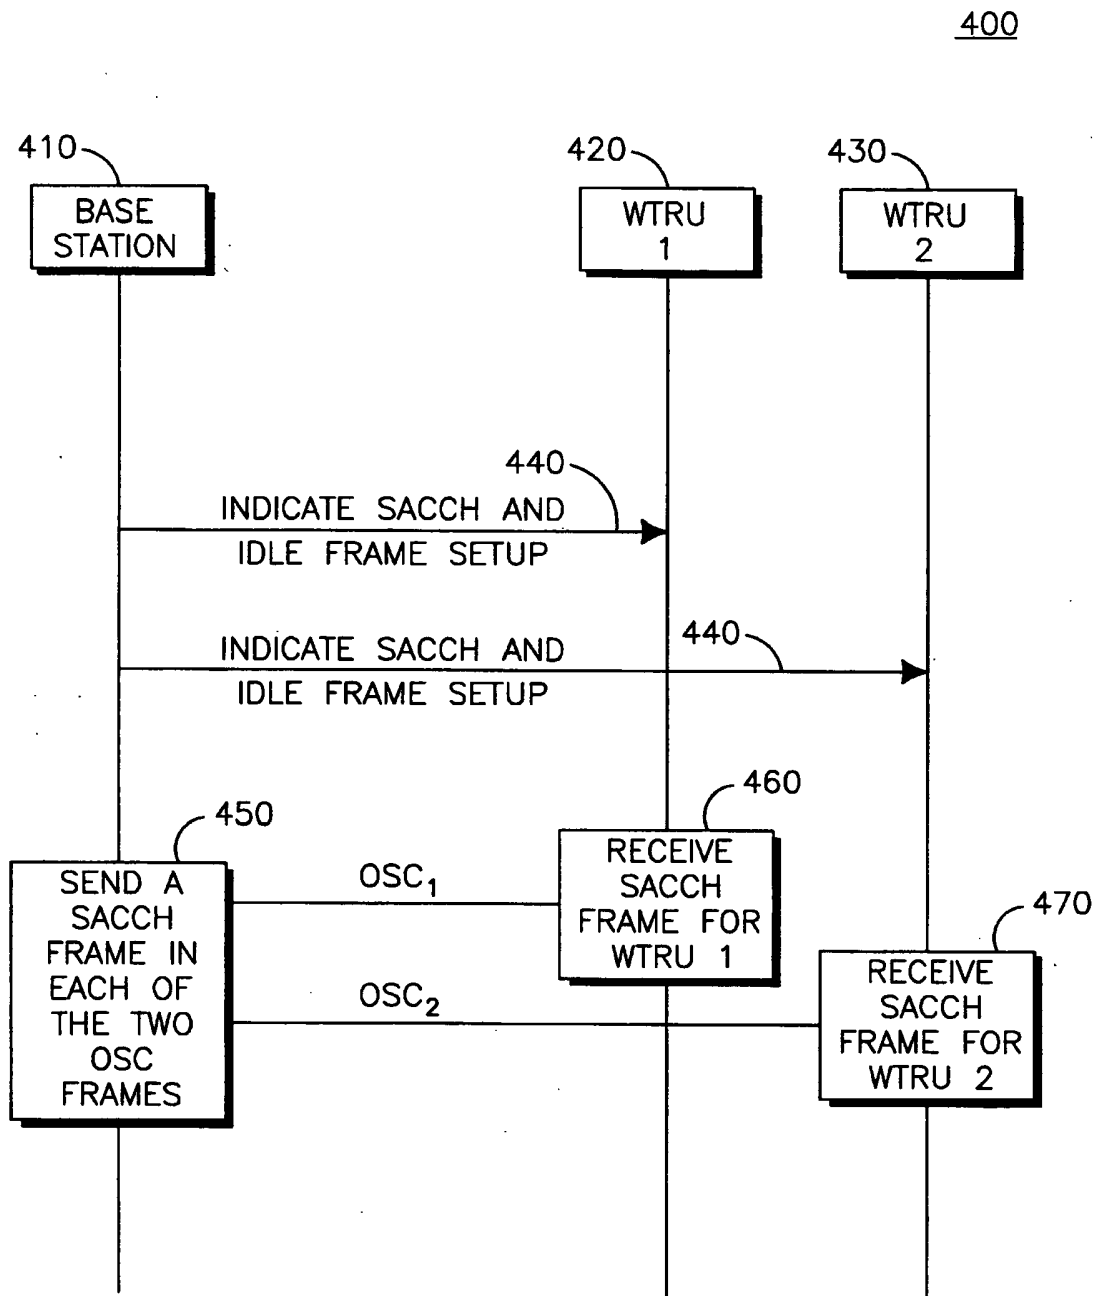 400
410
BASE
STATION
420
WTRU
1
430
WTRU
2
440
INDICATE SACCH AND
IDLE FRAME SETUP
440
INDICATE SACCH AND
IDLE FRAME SETUP
450
SEND A
SACCH
FRAME IN
EACH OF
THE TWO
OSC
FRAMES
OSC₁
OSC₂
460
RECEIVE
SACCH
FRAME FOR
WTRU 1
470
RECEIVE
SACCH
FRAME FOR
WTRU 2